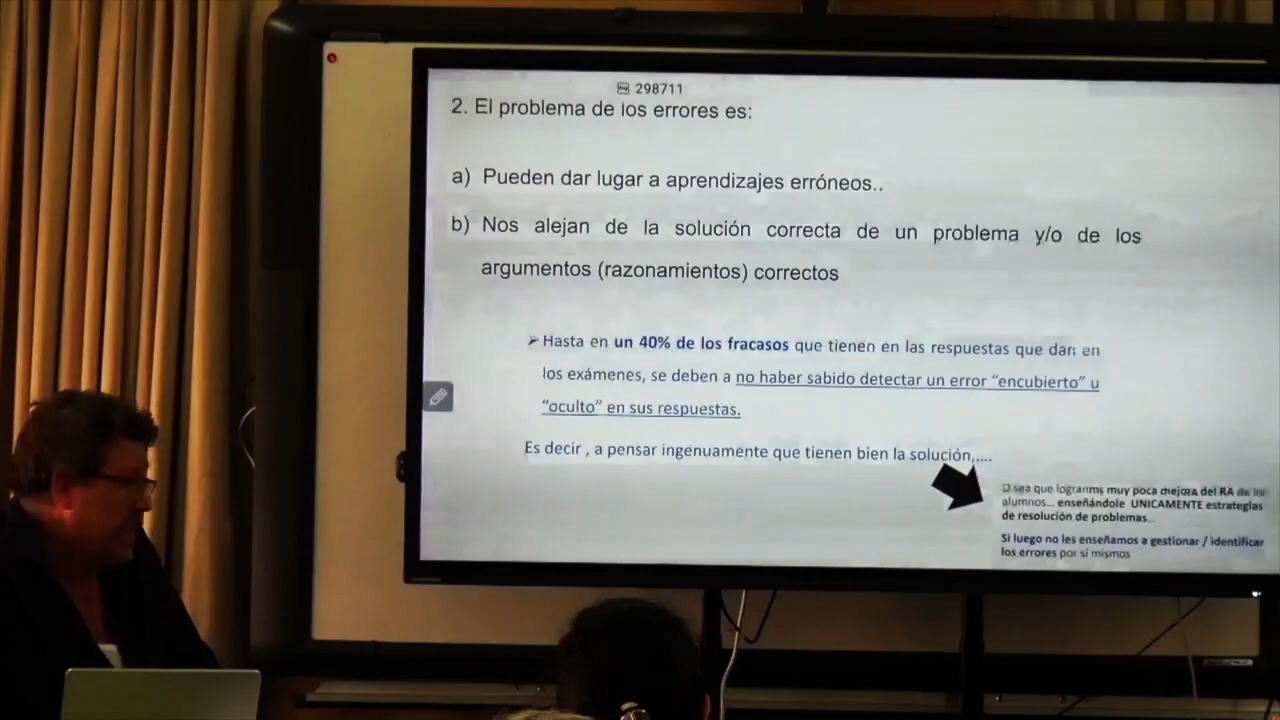 298711
2. El problema de los errores es:
a) Pueden dar lugar a aprendizajes erróneos..
b) Nos alejan de la solución correcta de un problema y/o de los
argumentos (razonamientos) correctos
➤ Hasta en un 40% de los fracasos que tienen en las respuestas que dan en
los exámenes, se deben a no haber sabido detectar un error “encubierto” u
“oculto” en sus respuestas.
Es decir , a pensar ingenuamente que tienen bien la solución,....
O sea que logramos muy poca mejora del RA de los
alumnos... enseñándole UNICAMENTE estrategias
de resolución de problemas...
Si luego no les enseñamos a gestionar / identificar
los errores por sí mismos